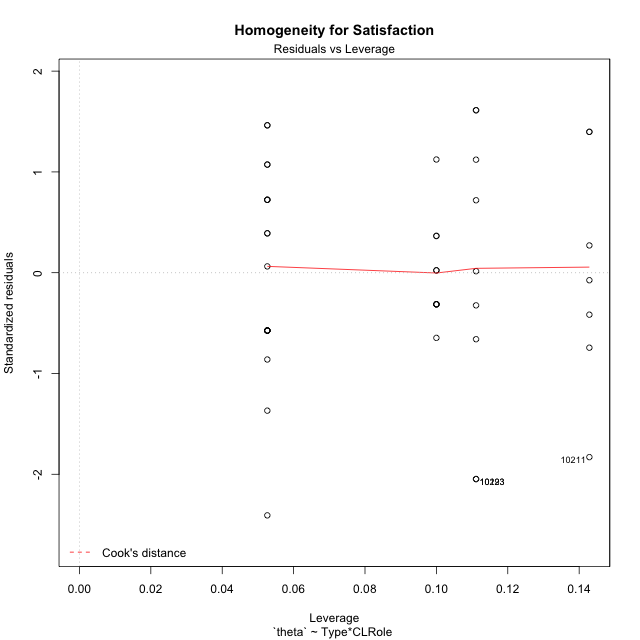 Homogeneity for Satisfaction
Residuals vs Leverage
2
1
0
-1
-2
Standardized residuals
10211
Cook's distance
0.00 0.02 0.04 0.06 0.08 0.10 0.12 0.14
Leverage
`theta` ~ Type*CLRole